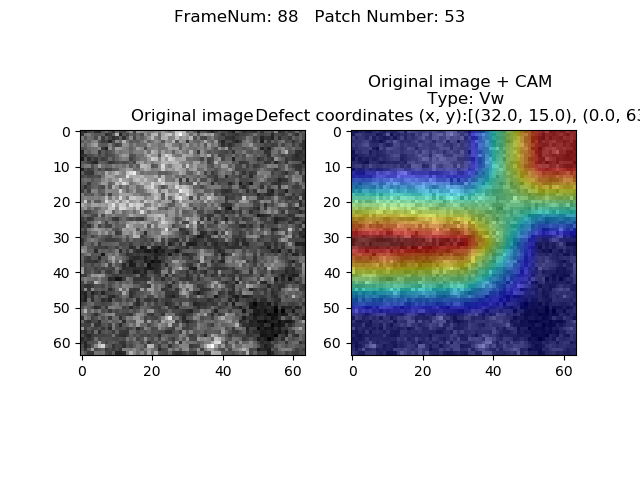 FrameNum: 88   Patch Number: 53
Original image + CAM
Type: Vw
Original image
Defect coordinates (x, y):[(32.0, 15.0), (0.0, 63
0
10
20
30
40
50
60
0 20 40 60
0
10
20
30
40
50
60
0 20 40 60